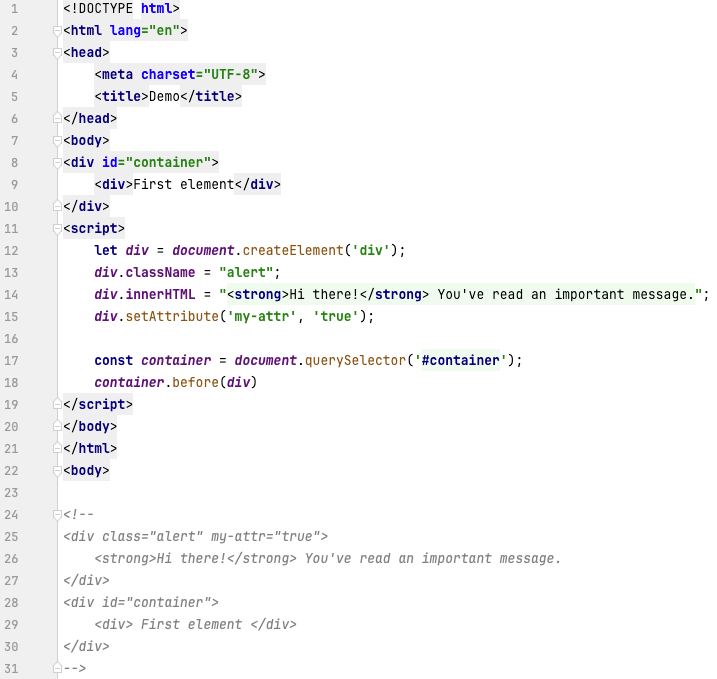 1 <!DOCTYPE html>
2 <html lang="en">
3 <head>
4     <meta charset="UTF-8">
5     <title>Demo</title>
6 </head>
7 <body>
8 <div id="container">
9     <div>First element</div>
10 </div>
11 <script>
12     let div = document.createElement('div');
13     div.className = "alert";
14     div.innerHTML = "<strong>Hi there!</strong> You've read an important message.";
15     div.setAttribute('my-attr', 'true');
16
17     const container = document.querySelector('#container');
18     container.before(div)
19 </script>
20 </body>
21 </html>
22 <body>
23
24 <!--
25 <div class="alert" my-attr="true">
26     <strong>Hi there!</strong> You've read an important message.
27 </div>
28 <div id="container">
29     <div> First element </div>
30 </div>
31 -->